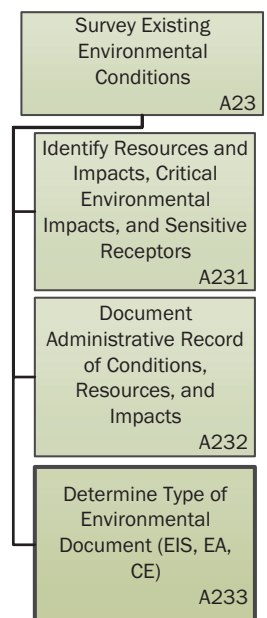 Survey Existing
Environmental
Conditions
A23
Identify Resources and
Impacts, Critical
Environmental
Impacts, and Sensitive
Receptors
A231
Document
Administrative Record
of Conditions,
Resources, and
Impacts
A232
Determine Type of
Environmental
Document (EIS, EA,
CE)
A233